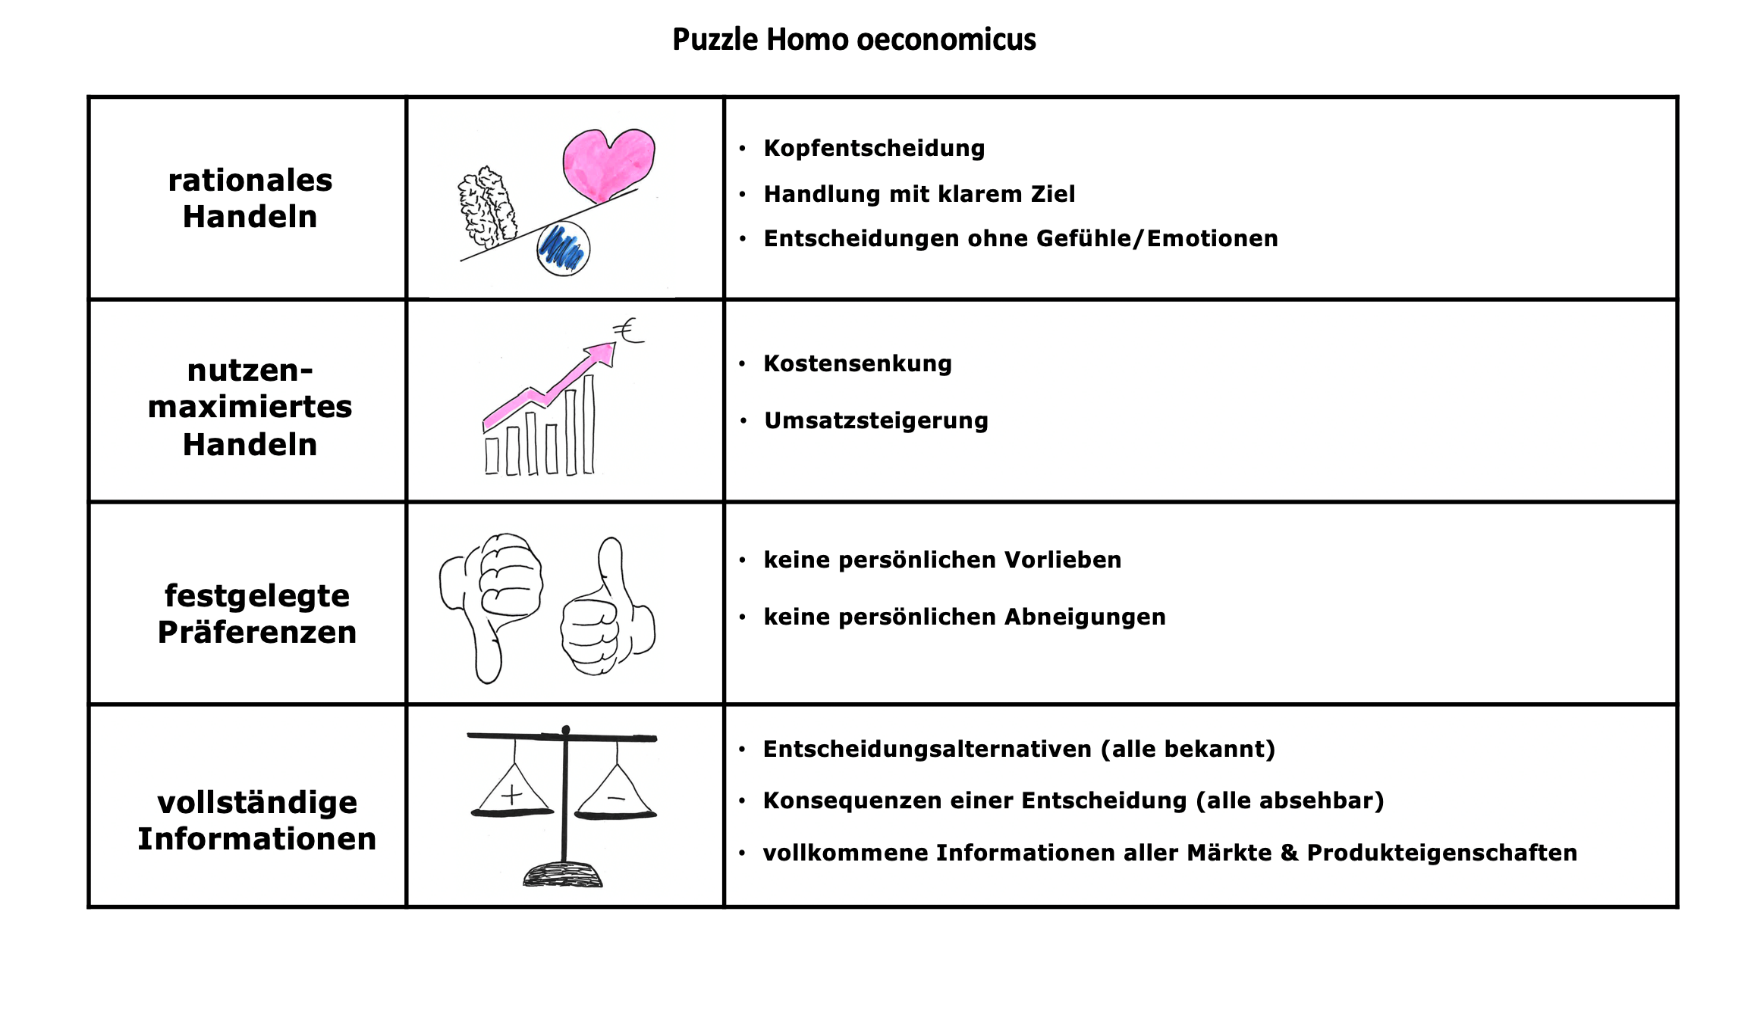 Puzzle Homo oeconomicus
rationales
Handeln
• Kopfentscheidung
• Handlung mit klarem Ziel
• Entscheidungen ohne Gefühle/Emotionen
nutzen-
maximiertes
Handeln
€
• Kostensenkung
• Umsatzsteigerung
festgelegte
Präferenzen
• keine persönlichen Vorlieben
• keine persönlichen Abneigungen
vollständige
Informationen
+ -
• Entscheidungsalternativen (alle bekannt)
• Konsequenzen einer Entscheidung (alle absehbar)
• vollkommene Informationen aller Märkte & Produkteigenschaften